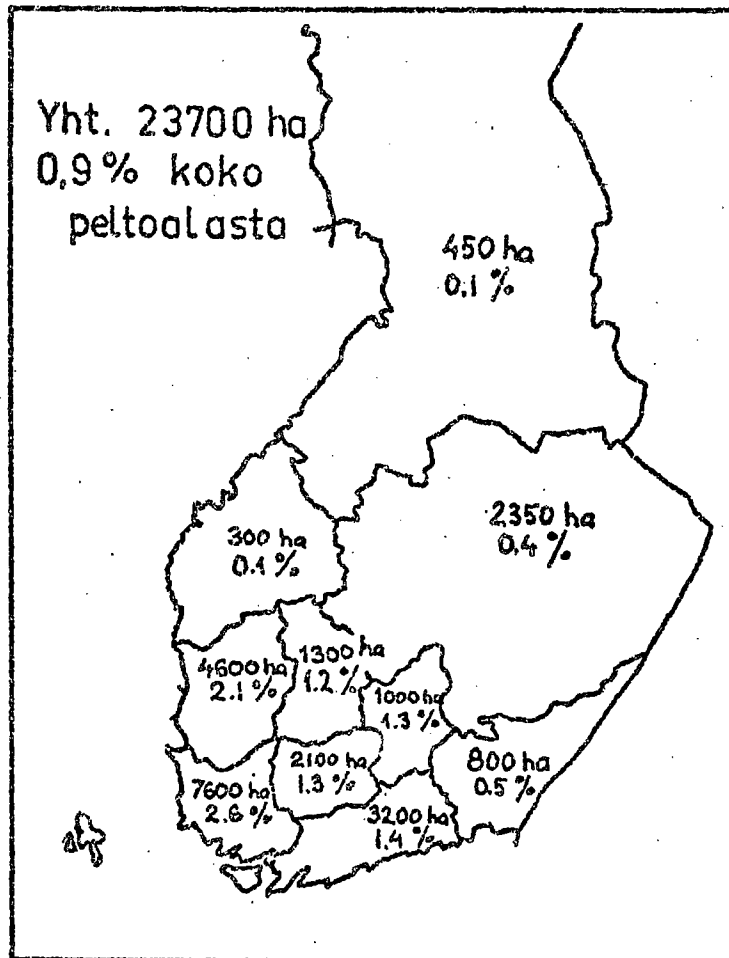 Yht. 23700 ha
0,9% koko
peltoalasta
450 ha
0.1 %
2350 ha
0.4 %
300 ha
0.1 %
4600 ha
2.1 %
1300 ha
1.2 %
1000 ha
1.3 %
2100 ha
1.3 %
800 ha
0.5 %
7600 ha
2.6 %
3200 ha
1.4 %